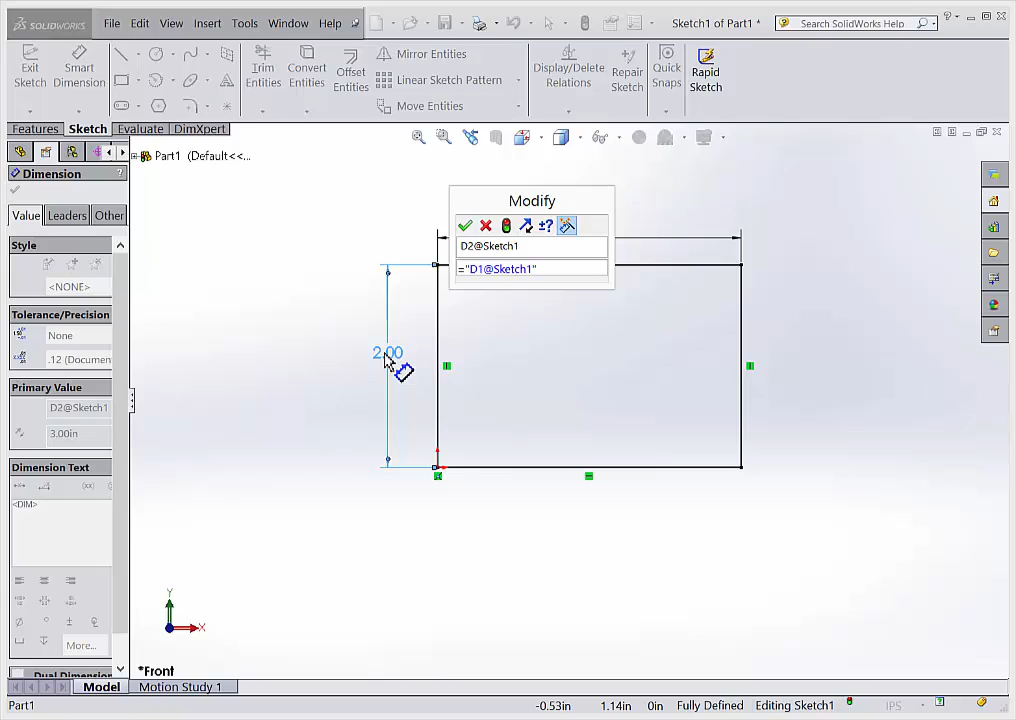 SOLIDWORKS File Edit View Insert Tools Window Help Sketch1 of Part1 * Search SolidWorks Help
Exit Sketch
Smart Dimension
Trim Entities
Convert Entities
Offset Entities
Mirror Entities
Linear Sketch Pattern
Move Entities
Display/Delete Relations
Repair Sketch
Quick Snaps
Rapid Sketch
Features Sketch Evaluate DimXpert
Part1 (Default<<...
Dimension ?
Value Leaders Other
Style
<NONE>
Tolerance/Precision
None
.12 (Documen
Primary Value
D2@Sketch1
3.00in
Dimension Text
<DIM>
More...
Dual Dimension
Modify
±?
D2@Sketch1
="D1@Sketch1"
2.00
Y
X
*Front
Model Motion Study 1
Part1 -0.53in 1.14in 0in Fully Defined Editing Sketch1 IPS